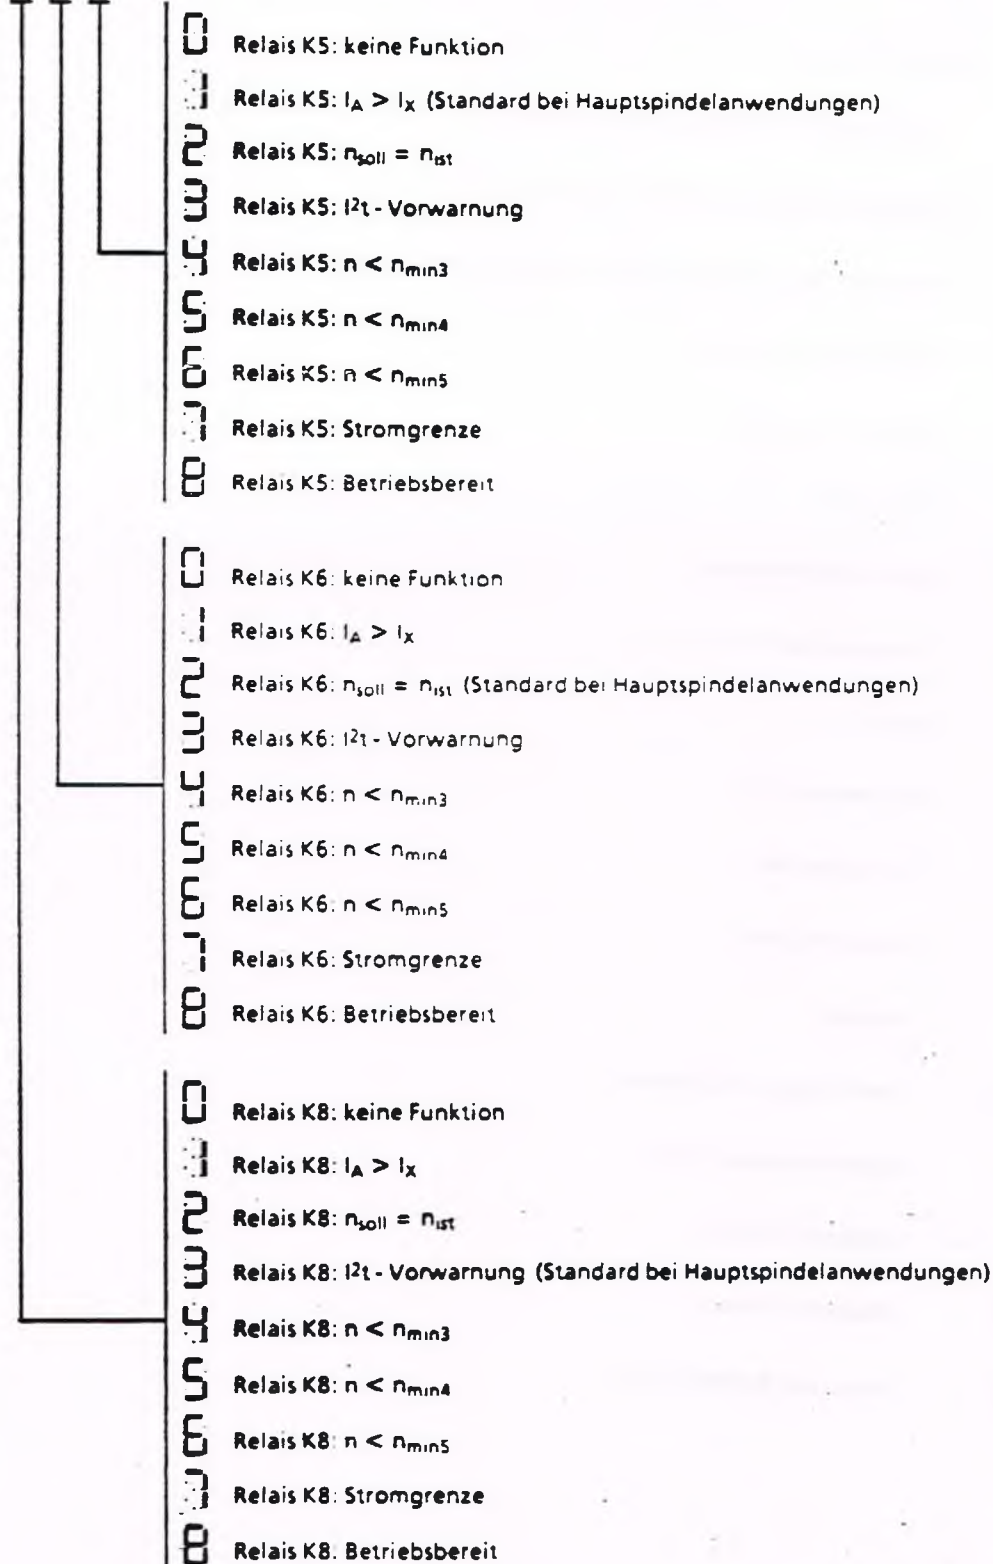 0 Relais K5: keine Funktion
1 Relais K5: I_A > I_X (Standard bei Hauptspindelanwendungen)
2 Relais K5: n_soll = n_ist
3 Relais K5: I²t - Vorwarnung
4 Relais K5: n < n_min3
5 Relais K5: n < n_min4
6 Relais K5: n < n_min5
7 Relais K5: Stromgrenze
8 Relais K5: Betriebsbereit
0 Relais K6: keine Funktion
1 Relais K6: I_A > I_X
2 Relais K6: n_soll = n_ist (Standard bei Hauptspindelanwendungen)
3 Relais K6: I²t - Vorwarnung
4 Relais K6: n < n_min3
5 Relais K6: n < n_min4
6 Relais K6: n < n_min5
7 Relais K6: Stromgrenze
8 Relais K6: Betriebsbereit
0 Relais K8: keine Funktion
1 Relais K8: I_A > I_X
2 Relais K8: n_soll = n_ist
3 Relais K8: I²t - Vorwarnung (Standard bei Hauptspindelanwendungen)
4 Relais K8: n < n_min3
5 Relais K8: n < n_min4
6 Relais K8: n < n_min5
7 Relais K8: Stromgrenze
8 Relais K8: Betriebsbereit